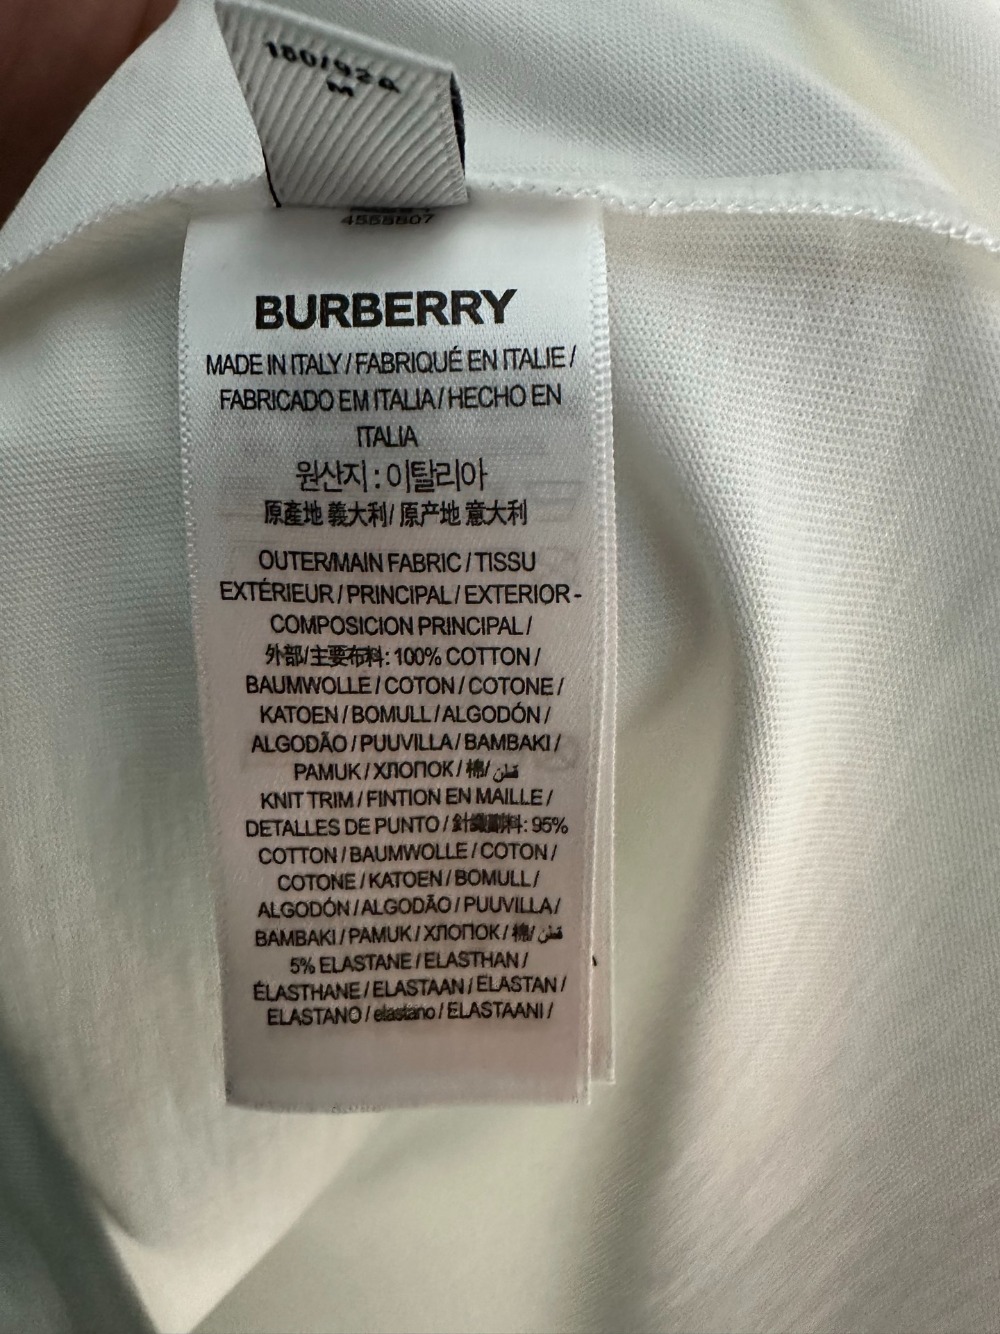 180/92A
M
4555507
BURBERRY
MADE IN ITALY / FABRIQUÉ EN ITALIE /
FABRICADO EM ITALIA / HECHO EN
ITALIA
원산지 : 이탈리아
原產地 義大利/ 原产地 意大利
OUTER/MAIN FABRIC / TISSU
EXTÉRIEUR / PRINCIPAL / EXTERIOR -
COMPOSICION PRINCIPAL /
外部/主要布料: 100% COTTON /
BAUMWOLLE / COTON / COTONE /
KATOEN / BOMULL / ALGODÓN /
ALGODÃO / PUUVILLA / BAMBAKI /
PAMUK / ХЛОПОК / 棉/ قطن
KNIT TRIM / FINTION EN MAILLE /
DETALLES DE PUNTO / 針織副料: 95%
COTTON / BAUMWOLLE / COTON /
COTONE / KATOEN / BOMULL /
ALGODÓN / ALGODÃO / PUUVILLA /
BAMBAKI / PAMUK / ХЛОПОК / 棉/ قطن
5% ELASTANE / ELASTHAN /
ÉLASTHANE / ELASTAAN / ELASTAN /
ELASTANO / elastano / ELASTAANI /